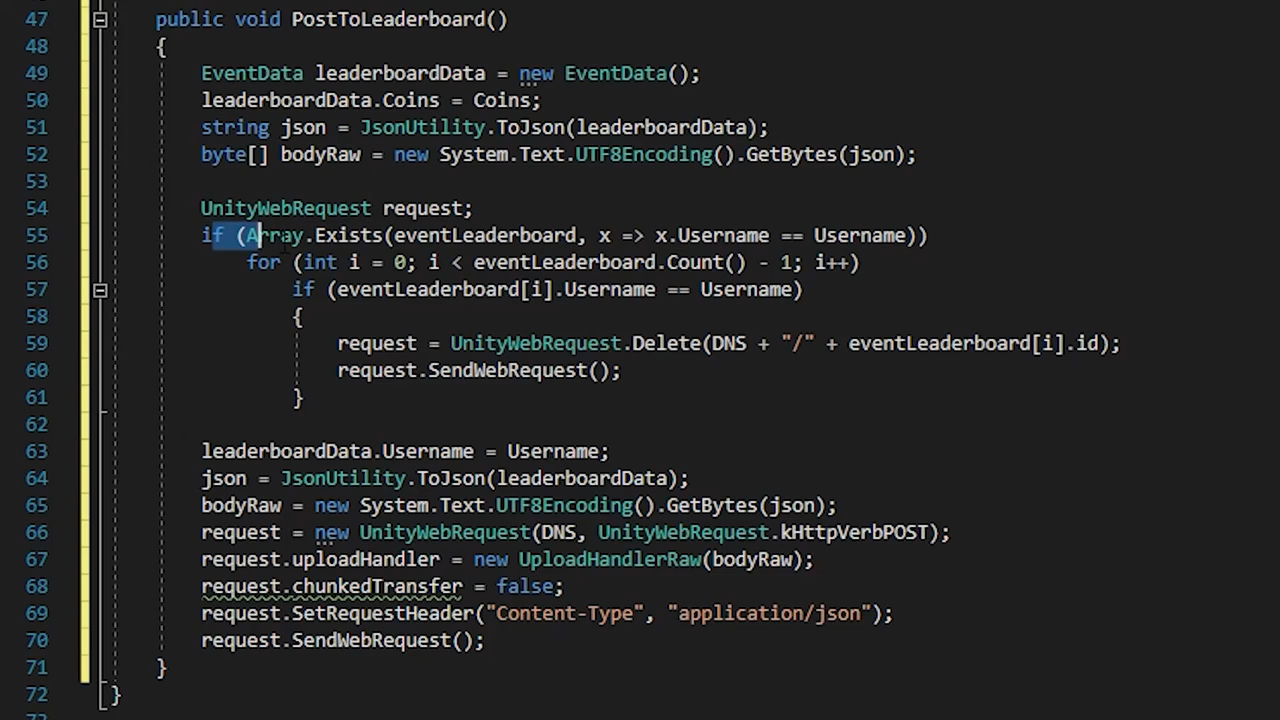 47 public void PostToLeaderboard()
48 {
49 EventData leaderboardData = new EventData();
50 leaderboardData.Coins = Coins;
51 string json = JsonUtility.ToJson(leaderboardData);
52 byte[] bodyRaw = new System.Text.UTF8Encoding().GetBytes(json);
53
54 UnityWebRequest request;
55 if (Array.Exists(eventLeaderboard, x => x.Username == Username))
56 for (int i = 0; i < eventLeaderboard.Count() - 1; i++)
57 if (eventLeaderboard[i].Username == Username)
58 {
59 request = UnityWebRequest.Delete(DNS + "/" + eventLeaderboard[i].id);
60 request.SendWebRequest();
61 }
62
63 leaderboardData.Username = Username;
64 json = JsonUtility.ToJson(leaderboardData);
65 bodyRaw = new System.Text.UTF8Encoding().GetBytes(json);
66 request = new UnityWebRequest(DNS, UnityWebRequest.kHttpVerbPOST);
67 request.uploadHandler = new UploadHandlerRaw(bodyRaw);
68 request.chunkedTransfer = false;
69 request.SetRequestHeader("Content-Type", "application/json");
70 request.SendWebRequest();
71 }
72 }